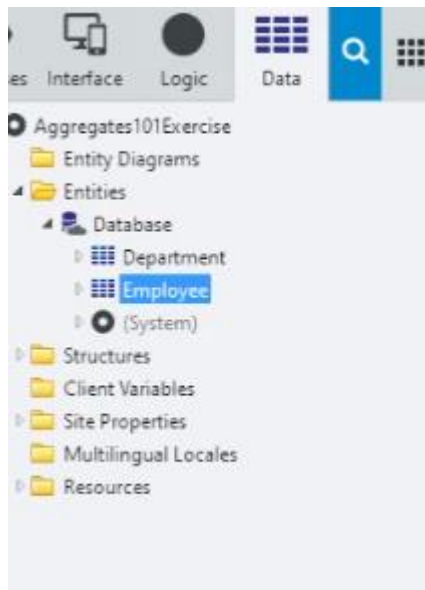 es Interface Logic Data
Aggregates101Exercise
Entity Diagrams
Entities
Database
Department
Employee
(System)
Structures
Client Variables
Site Properties
Multilingual Locales
Resources